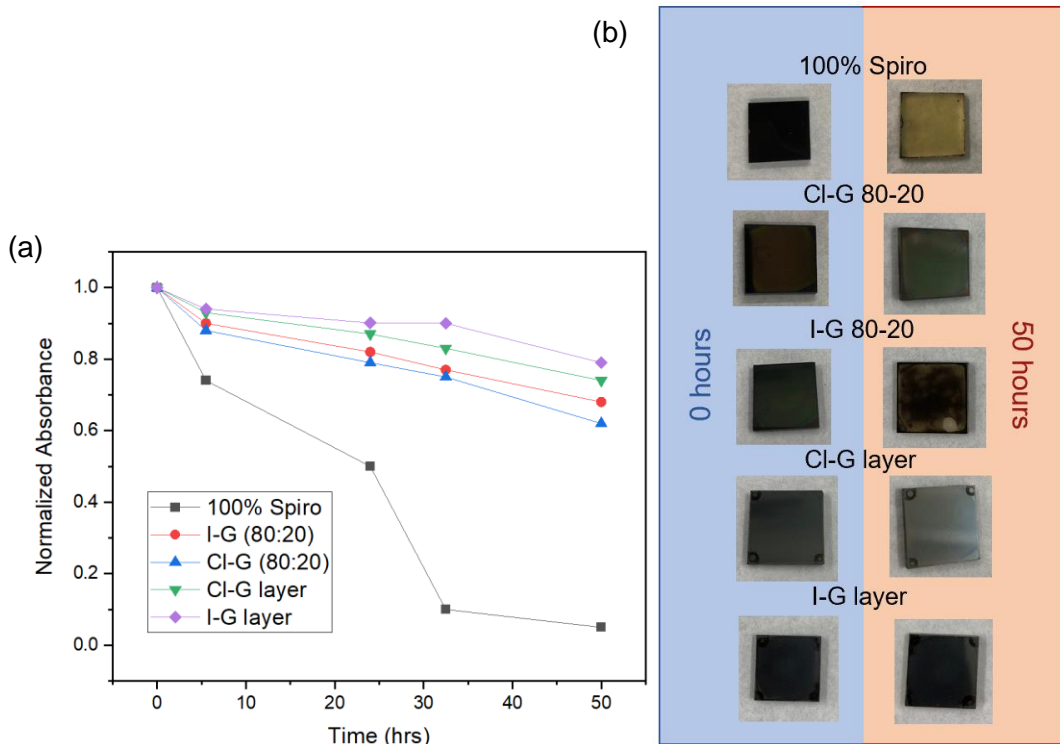 (a)
Normalized Absorbance
1.0
0.8
0.6
0.4
0.2
0.0
100% Spiro
I-G (80:20)
Cl-G (80:20)
Cl-G layer
I-G layer
0
10
20
30
40
50
Time (hrs)
(b)
100% Spiro
Cl-G 80-20
I-G 80-20
Cl-G layer
I-G layer
0 hours
50 hours